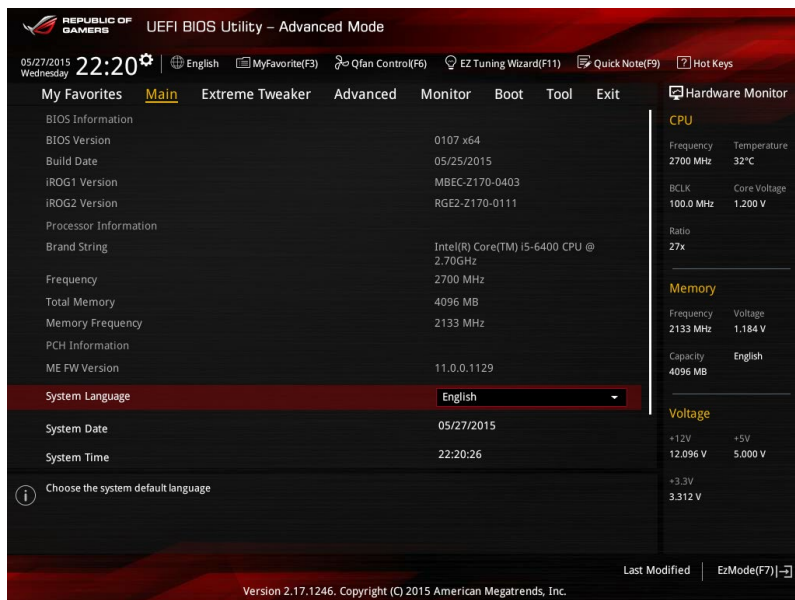 REPUBLIC OF
GAMERS
UEFI BIOS Utility – Advanced Mode
05/27/2015
Wednesday
22:20
English
MyFavorite(F3)
Qfan Control(F6)
EZ Tuning Wizard(F11)
Quick Note(F9)
? Hot Keys
My Favorites Main Extreme Tweaker Advanced Monitor Boot Tool Exit
BIOS Information
BIOS Version 0107 x64
Build Date 05/25/2015
iROG1 Version MBEC-Z170-0403
iROG2 Version RGE2-Z170-0111
Processor Information
Brand String Intel(R) Core(TM) i5-6400 CPU @
2.70GHz
Frequency 2700 MHz
Total Memory 4096 MB
Memory Frequency 2133 MHz
PCH Information
ME FW Version 11.0.0.1129
System Language English
System Date 05/27/2015
System Time 22:20:26
i Choose the system default language
Hardware Monitor
CPU
Frequency Temperature
2700 MHz 32°C
BCLK Core Voltage
100.0 MHz 1.200 V
Ratio
27x
Memory
Frequency Voltage
2133 MHz 1.184 V
Capacity English
4096 MB
Voltage
+12V +5V
12.096 V 5.000 V
+3.3V
3.312 V
Last Modified
EzMode(F7)
Version 2.17.1246. Copyright (C) 2015 American Megatrends, Inc.